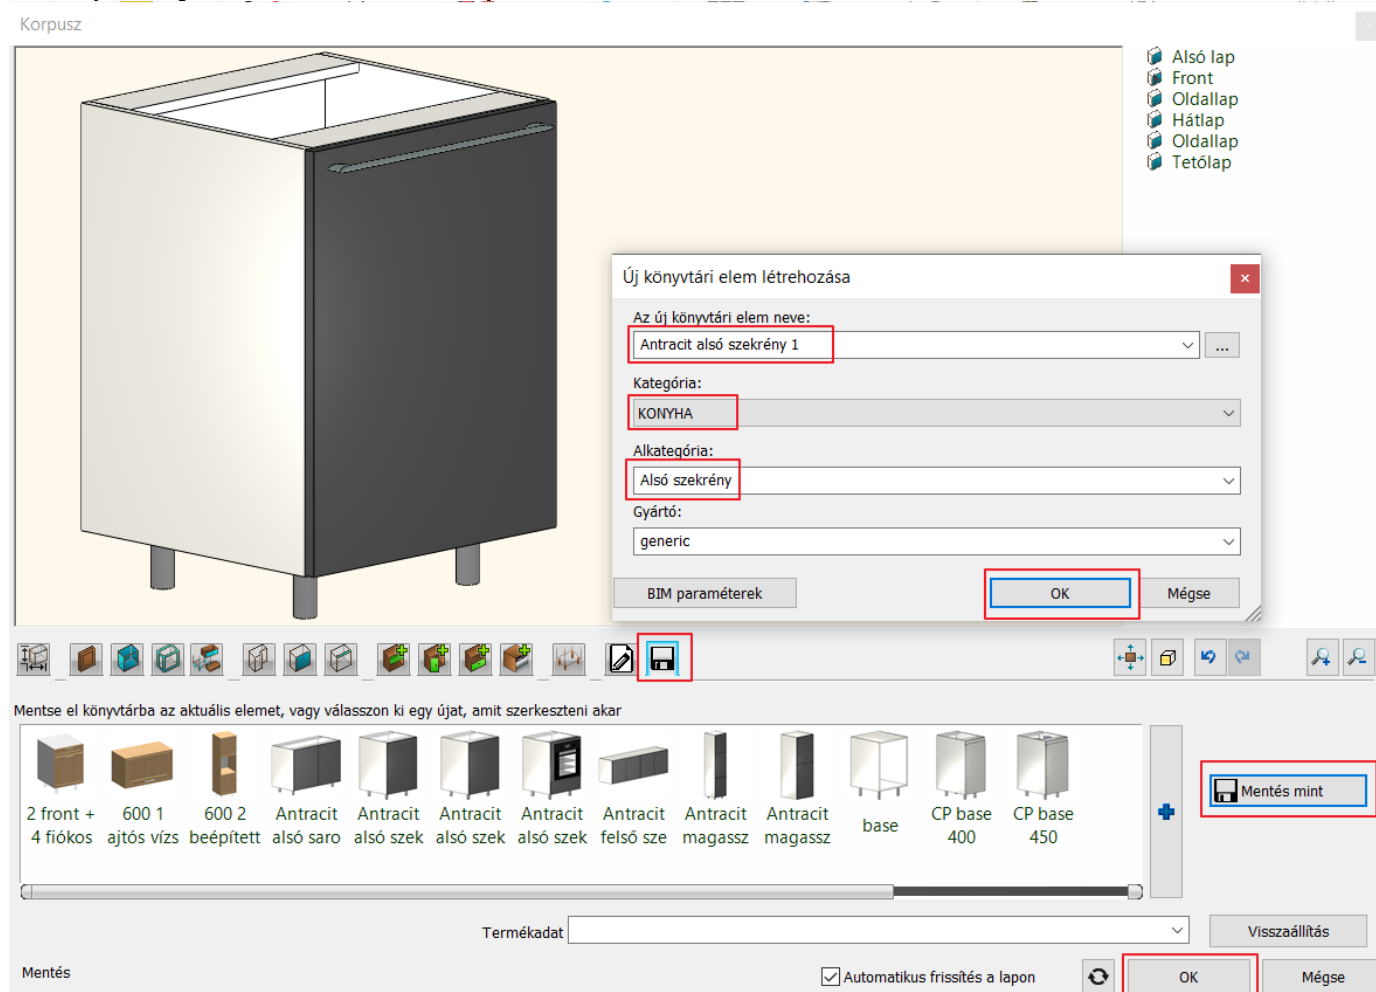 Korpusz
Alsó lap
Front
Oldallap
Hátlap
Oldallap
Tetőlap
Új könyvtári elem létrehozása
Az új könyvtári elem neve:
Antracit alsó szekrény 1
...
Kategória:
KONYHA
Alkategória:
Alsó szekrény
Gyártó:
generic
BIM paraméterek
OK
Mégse
Mentse el könyvtárba az aktuális elemet, vagy válasszon ki egy újat, amit szerkeszteni akar
2 front +
4 fiókos
600 1
ajtós vízs
600 2
beépített
Antracit
alsó saro
Antracit
alsó szek
Antracit
alsó szek
Antracit
alsó szek
Antracit
felső sze
Antracit
magassz
Antracit
magassz
base
CP base
400
CP base
450
Mentés mint
Termékadat
Visszaállítás
Mentés
Automatikus frissítés a lapon
OK
Mégse